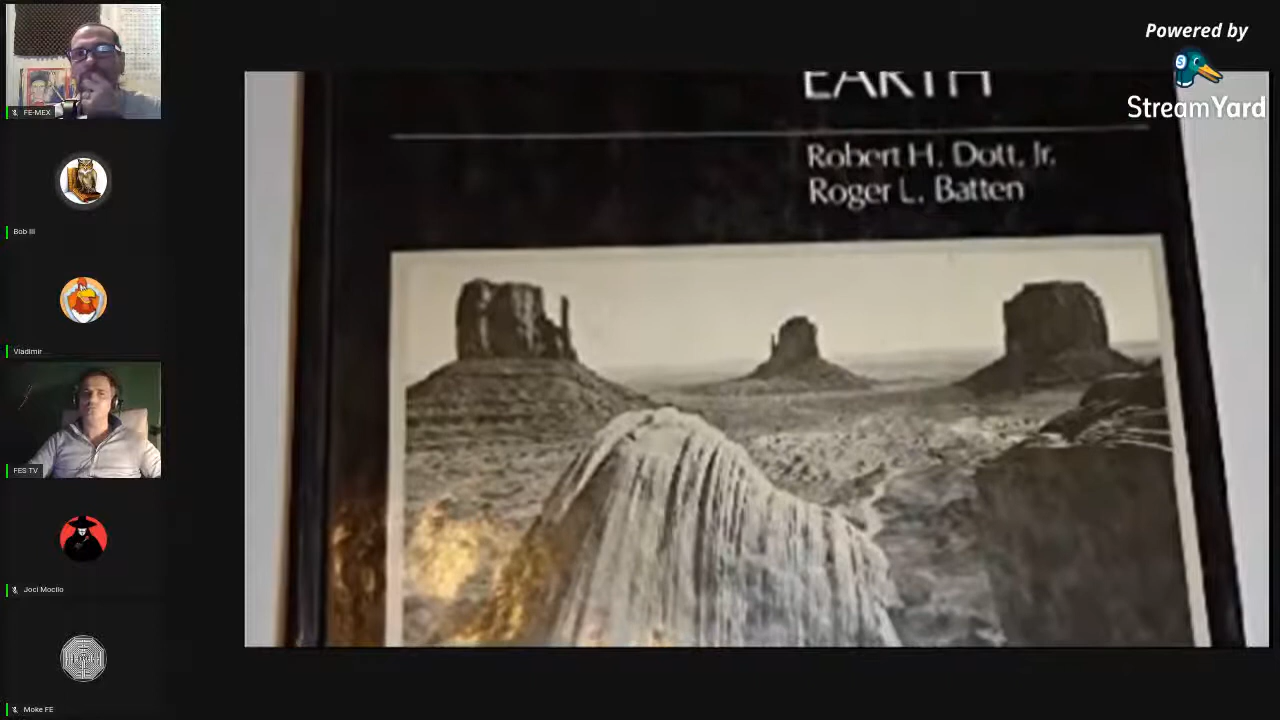 Powered by
StreamYard
EARTH
Robert H. Dott, Jr.
Roger L. Batten
FE-MEX
Bob III
Vladimir
FES TV
Joci Moclio
Moke FE